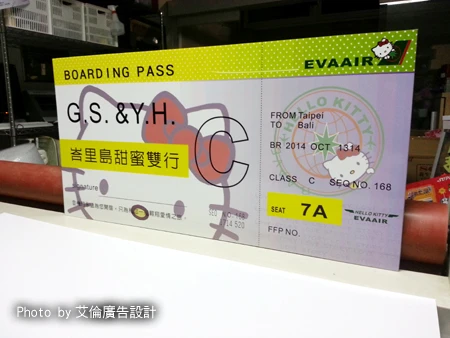 BOARDING PASS
EVAAIR
G.S. & Y.H.
C
峇里島甜蜜雙行
HELLO KITTY
FROM Taipei
TO Bali
BR 2014 OCT 1314
CLASS C SEQ NO. 168
SEAT 7A
HELLO KITTY
EVAAIR
FFP NO.
Photo by 艾倫廣告設計